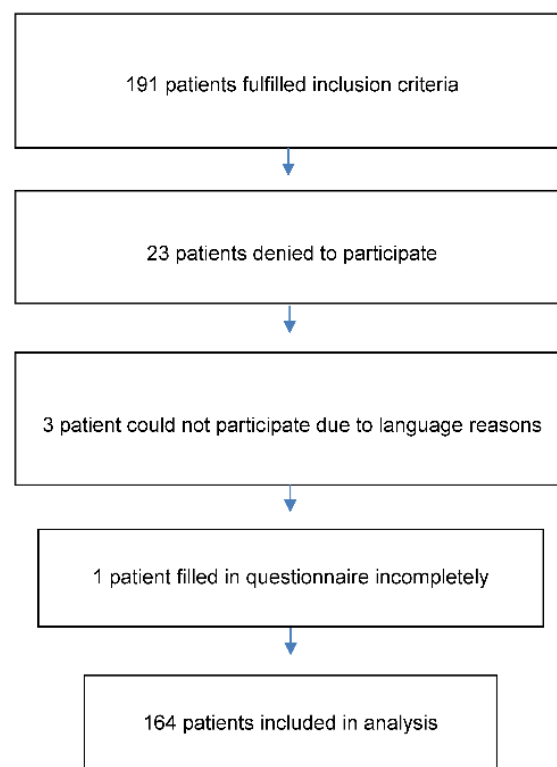 191 patients fulfilled inclusion criteria
23 patients denied to participate
3 patient could not participate due to language reasons
1 patient filled in questionnaire incompletely
164 patients included in analysis